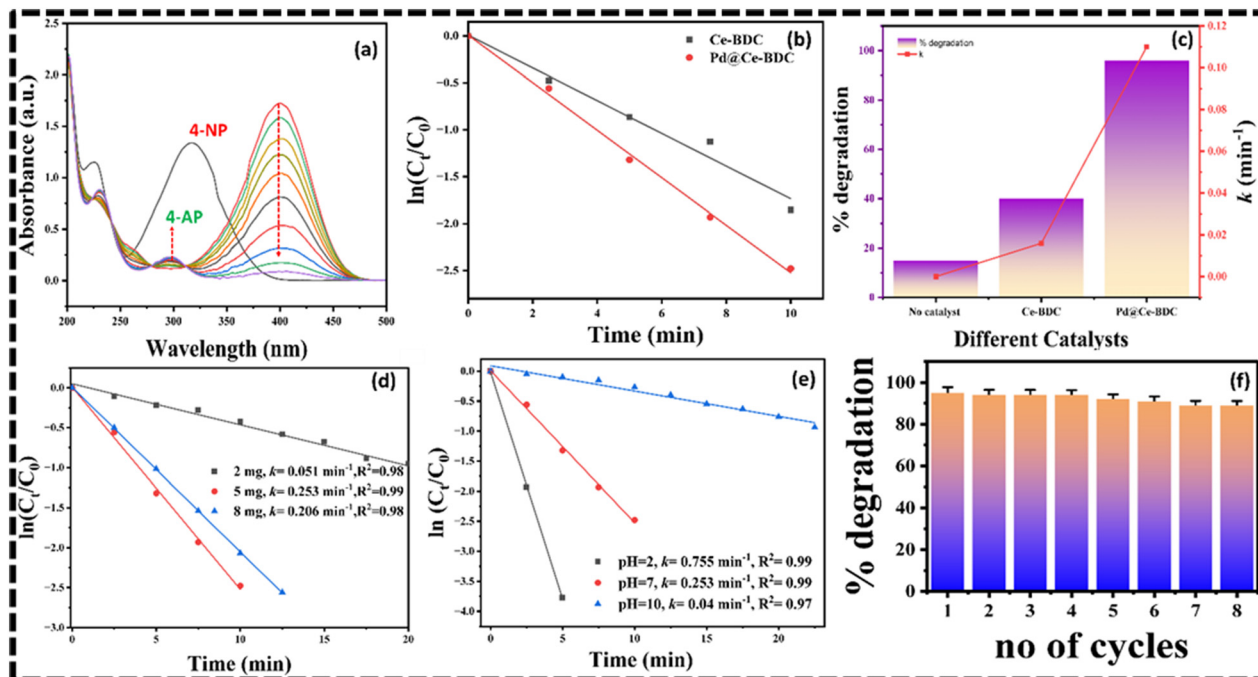 (a)
4-NP
4-AP
Absorbance (a.u.)
2.5
2.0
1.5
1.0
0.5
0.0
200
250
300
350
400
450
500
Wavelength (nm)
(b)
Ce-BDC
Pd@Ce-BDC
ln(Ct/C0)
0.0
−0.5
−1.0
−1.5
−2.0
−2.5
0
2
4
6
8
10
Time (min)
(c)
% degradation
k
% degradation
100
80
60
40
20
0
k (min-1)
0.12
0.10
0.08
0.06
0.04
0.02
0.00
No catalyst
Ce-BDC
Pd@Ce-BDC
Different Catalysts
(d)
ln(Ct/C0)
0.0
−0.5
−1.0
−1.5
−2.0
−2.5
−3.0
2 mg, k= 0.051 min-1,R2=0.98
5 mg, k= 0.253 min-1,R2=0.99
8 mg, k= 0.206 min-1,R2=0.98
0
5
10
15
20
Time (min)
(e)
ln (Ct/C0)
0.0
−0.5
−1.0
−1.5
−2.0
−2.5
−3.0
−3.5
−4.0
pH=2, k= 0.755 min-1, R2= 0.99
pH=7, k= 0.253 min-1, R2= 0.99
pH=10, k= 0.04 min-1, R2= 0.97
0
5
10
15
20
Time (min)
(f)
% degradation
100
80
60
40
20
0
1
2
3
4
5
6
7
8
no of cycles